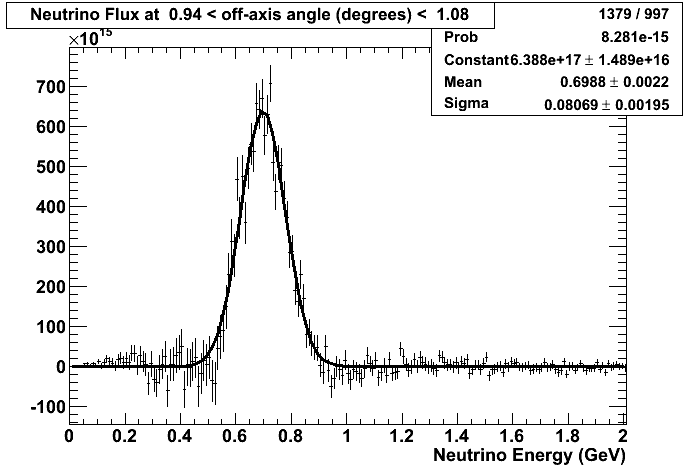 Neutrino Flux at 0.94 < off-axis angle (degrees) < 1.08
1379 / 997
Prob 8.281e-15
Constant 6.388e+17 ± 1.489e+16
Mean 0.6988 ± 0.0022
Sigma 0.08069 ± 0.00195
×10^15
700
600
500
400
300
200
100
0
-100
0 0.2 0.4 0.6 0.8 1 1.2 1.4 1.6 1.8 2
Neutrino Energy (GeV)